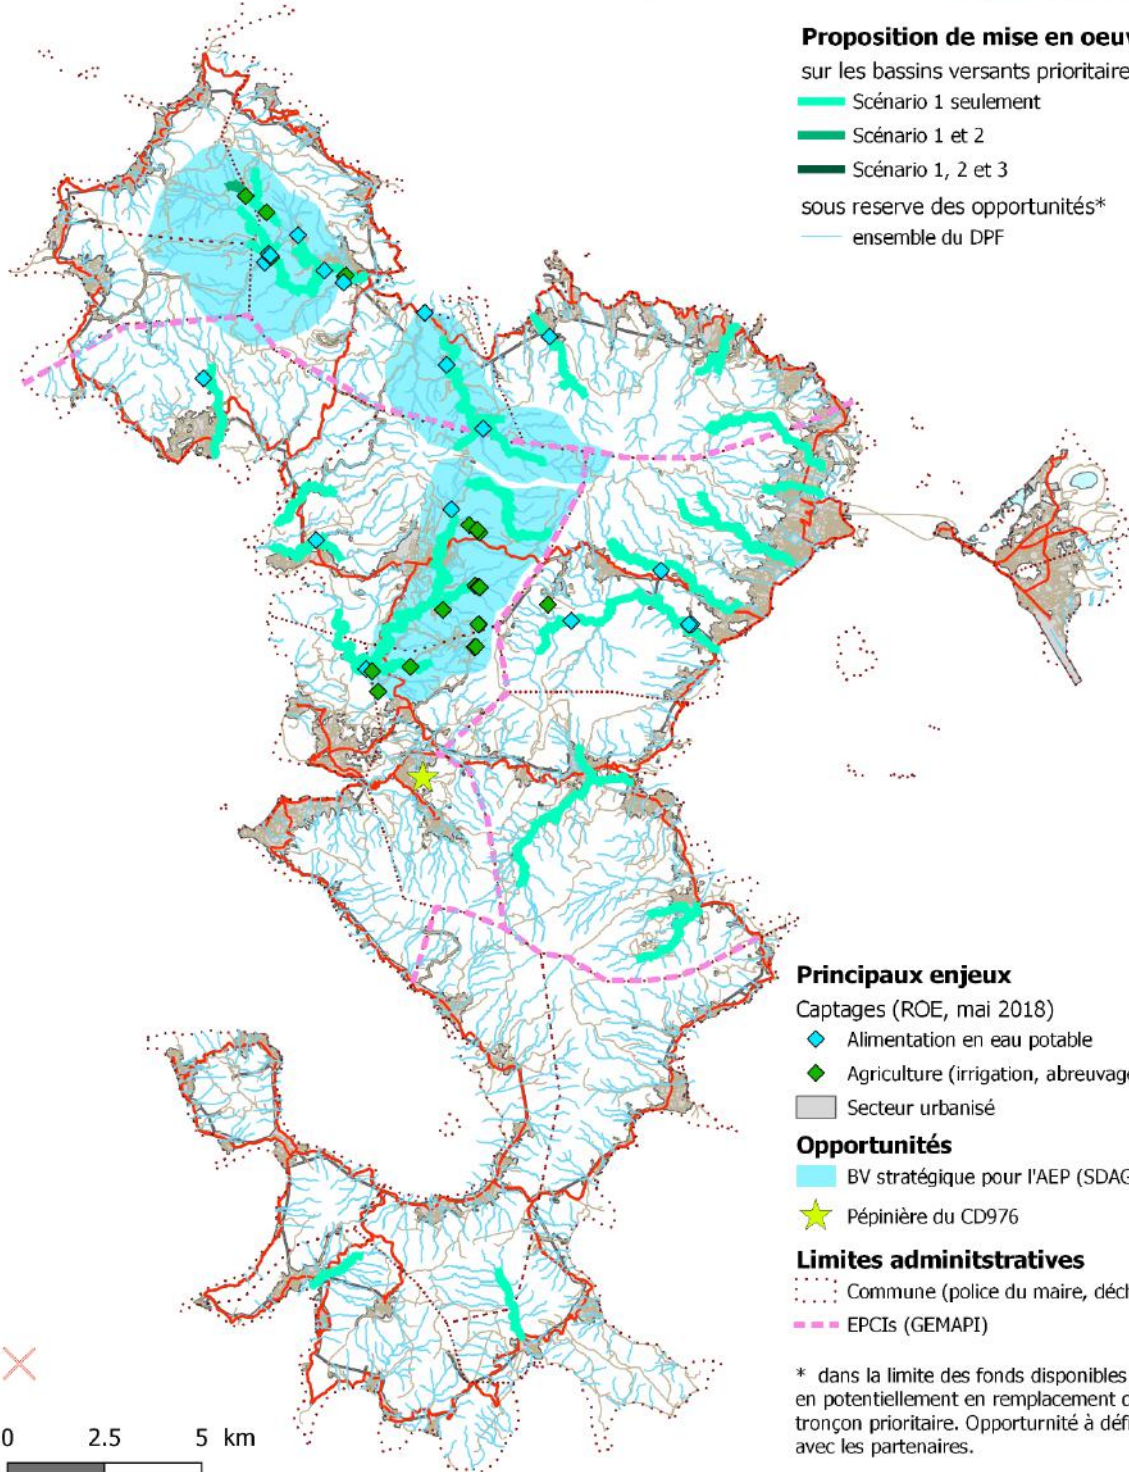 Proposition de mise en oeuv
sur les bassins versants prioritaire
Scénario 1 seulement
Scénario 1 et 2
Scénario 1, 2 et 3
sous reserve des opportunités*
ensemble du DPF
Principaux enjeux
Captages (ROE, mai 2018)
Alimentation en eau potable
Agriculture (irrigation, abreuvage
Secteur urbanisé
Opportunités
BV stratégique pour l'AEP (SDAG
Pépinière du CD976
Limites adminitstratives
Commune (police du maire, déch
EPCIs (GEMAPI)
* dans la limite des fonds disponibles
en potentiellement en remplacement d
tronçon prioritaire. Opporturnité à défi
avec les partenaires.
0 2.5 5 km